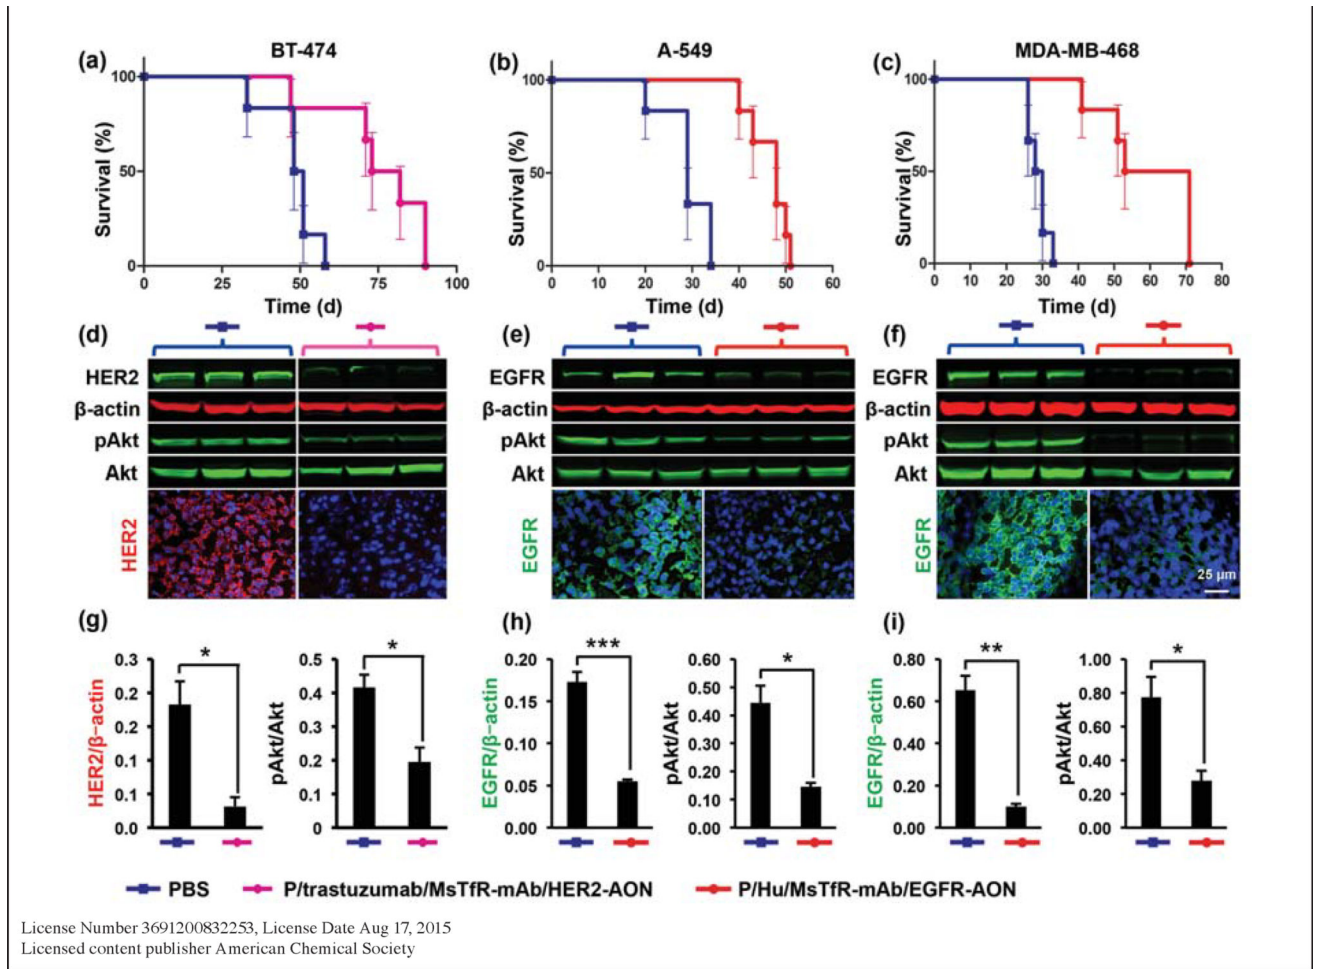 (a) BT-474
(b) A-549
(c) MDA-MB-468
Survival (%)
100
50
0
0 25 50 75 100
Time (d)
Survival (%)
100
50
0
0 10 20 30 40 50 60
Time (d)
Survival (%)
100
50
0
0 10 20 30 40 50 60 70 80
Time (d)
(d)
HER2
β-actin
pAkt
Akt
HER2
(e)
EGFR
β-actin
pAkt
Akt
EGFR
(f)
EGFR
β-actin
pAkt
Akt
EGFR
25 µm
(g)
HER2/β−actin
0.3
0.2
0.2
0.1
0.1
0.0
*
pAkt/Akt
0.5
0.4
0.3
0.2
0.1
0
*
(h)
EGFR/β−actin
0.20
0.15
0.10
0.05
0.00
***
pAkt/Akt
0.60
0.50
0.40
0.30
0.20
0.10
0.00
*
(i)
EGFR/β−actin
0.80
0.60
0.40
0.20
0.00
**
pAkt/Akt
1.00
0.80
0.60
0.40
0.20
0.00
*
PBS P/trastuzumab/MsTfR-mAb/HER2-AON P/Hu/MsTfR-mAb/EGFR-AON
License Number 3691200832253, License Date Aug 17, 2015
Licensed content publisher American Chemical Society